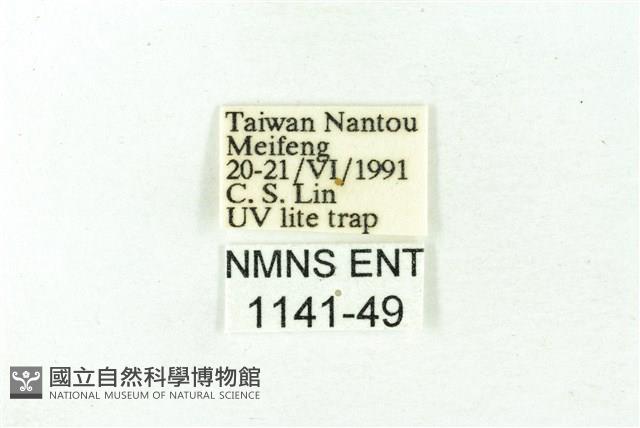 Taiwan Nantou
Meifeng
20-21/VI/1991
C. S. Lin
UV lite trap
NMNS ENT
1141-49
國立自然科學博物館
NATIONAL MUSEUM OF NATURAL SCIENCE